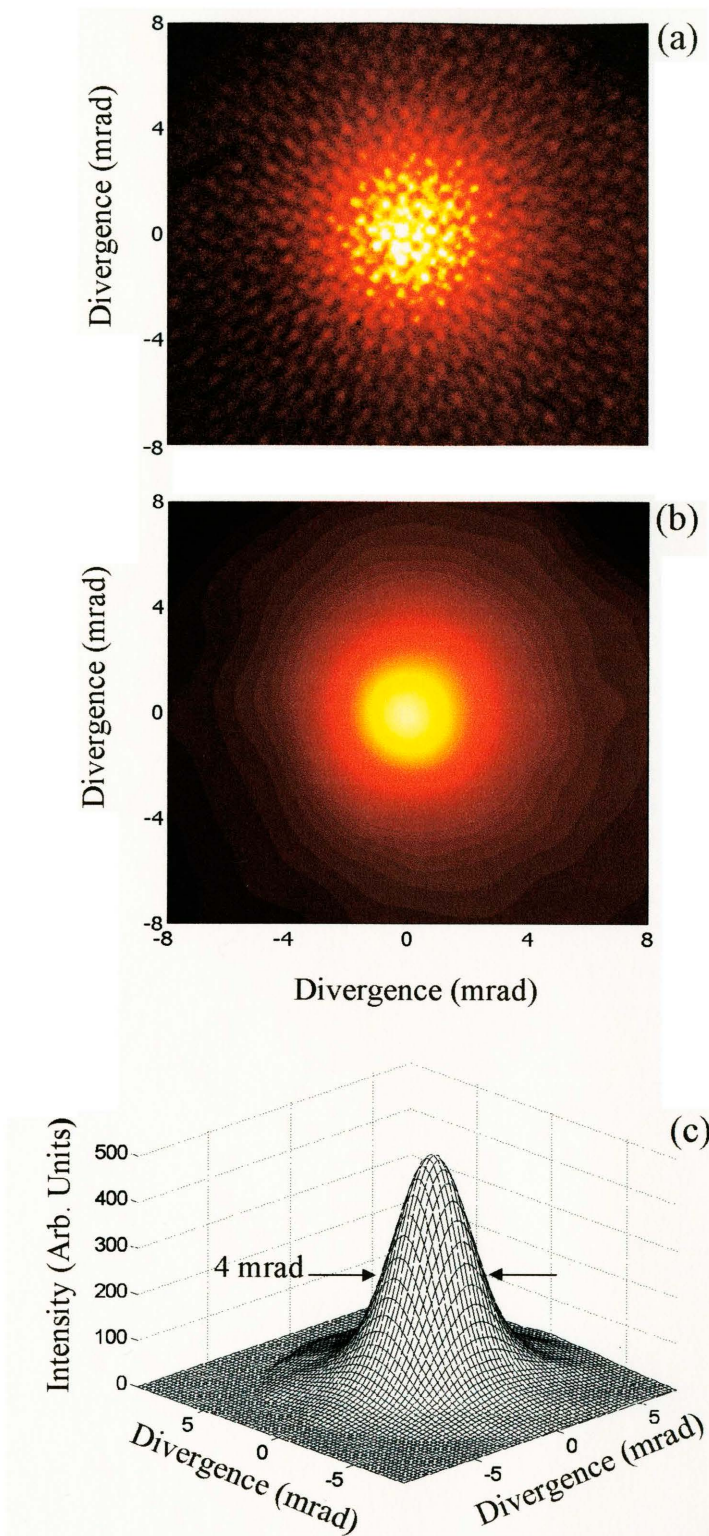 (a)
Divergence (mrad)
8
4
0
-4
-8
(b)
Divergence (mrad)
8
4
0
-4
-8
-8 -4 0 4 8
Divergence (mrad)
(c)
Intensity (Arb. Units)
500
400
300
200
100
0
4 mrad
5 0 -5
Divergence (mrad)
-5 0 5
Divergence (mrad)